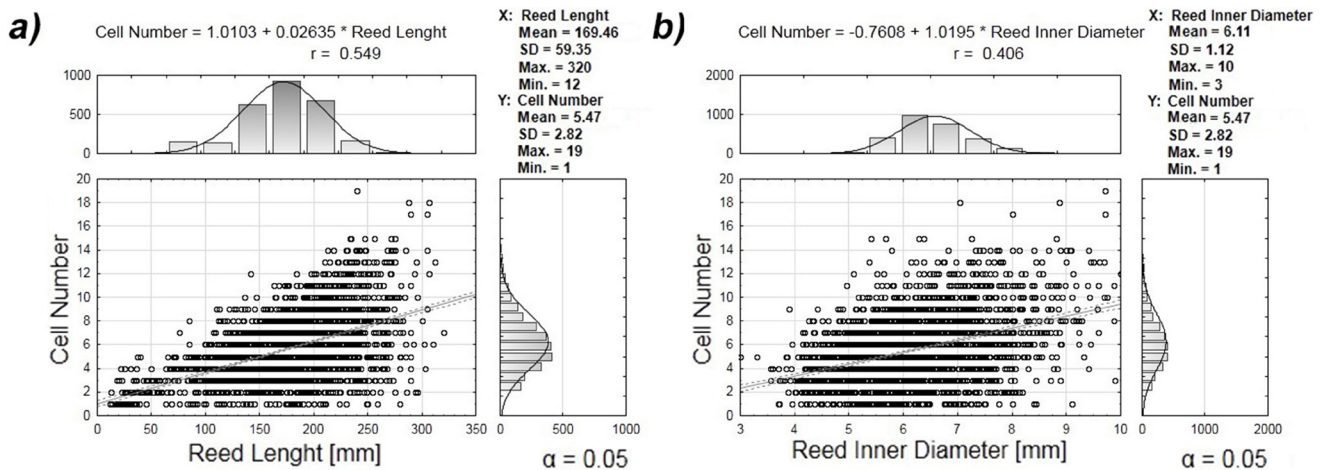 a)
Cell Number = 1.0103 + 0.02635 * Reed Lenght
r = 0.549
X: Reed Lenght
Mean = 169.46
SD = 59.35
Max. = 320
Min. = 12
Y: Cell Number
Mean = 5.47
SD = 2.82
Max. = 19
Min. = 1
1000
500
0
20
18
16
14
12
10
8
6
4
2
0
Cell Number
0 50 100 150 200 250 300 350
Reed Lenght [mm]
0 500 1000
α = 0.05
b)
Cell Number = -0.7608 + 1.0195 * Reed Inner Diameter
r = 0.406
X: Reed Inner Diameter
Mean = 6.11
SD = 1.12
Max. = 10
Min. = 3
Y: Cell Number
Mean = 5.47
SD = 2.82
Max. = 19
Min. = 1
2000
1000
0
20
18
16
14
12
10
8
6
4
2
0
Cell Number
3 4 5 6 7 8 9 10
Reed Inner Diameter [mm]
0 1000 2000
α = 0.05